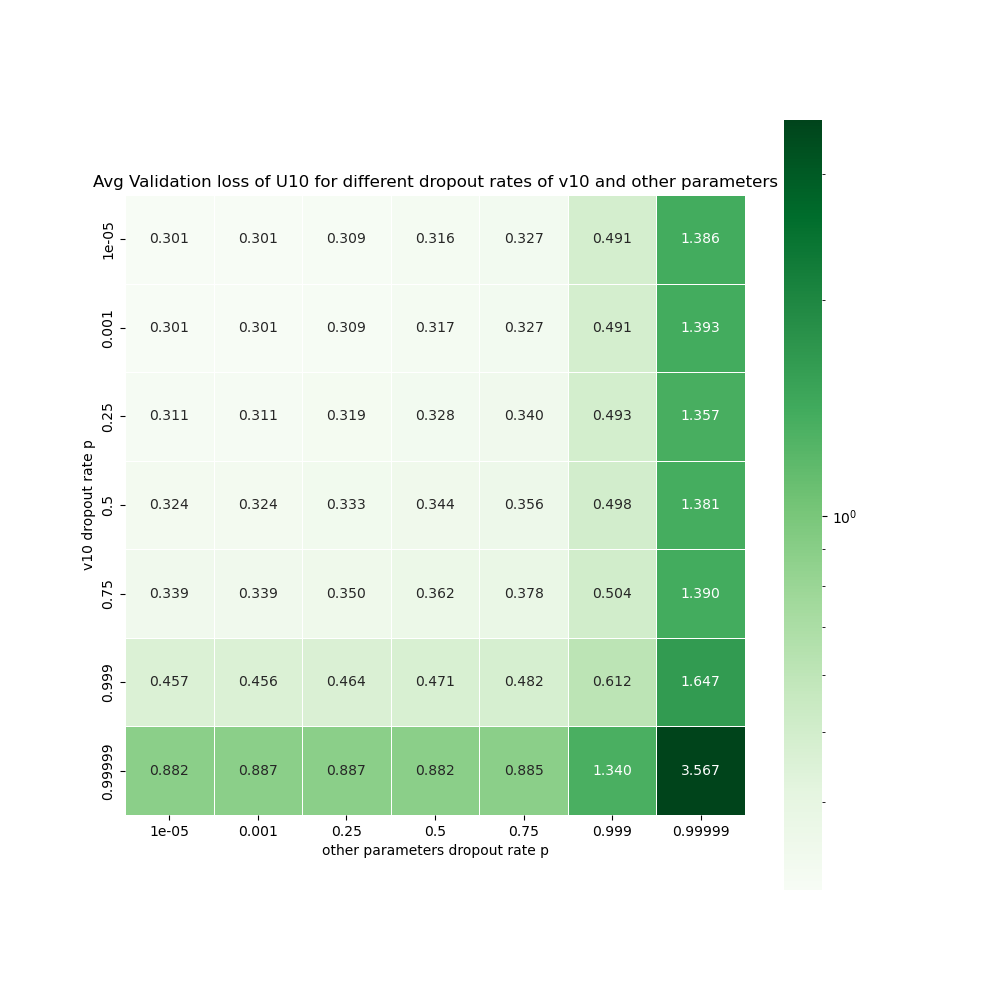 Avg Validation loss of U10 for different dropout rates of v10 and other parameters
v10 dropout rate p
1e-05 0.301 0.301 0.309 0.316 0.327 0.491 1.386
0.001 0.301 0.301 0.309 0.317 0.327 0.491 1.393
0.25 0.311 0.311 0.319 0.328 0.340 0.493 1.357
0.5 0.324 0.324 0.333 0.344 0.356 0.498 1.381
0.75 0.339 0.339 0.350 0.362 0.378 0.504 1.390
0.999 0.457 0.456 0.464 0.471 0.482 0.612 1.647
0.99999 0.882 0.887 0.887 0.882 0.885 1.340 3.567
1e-05 0.001 0.25 0.5 0.75 0.999 0.99999
other parameters dropout rate p
10⁰